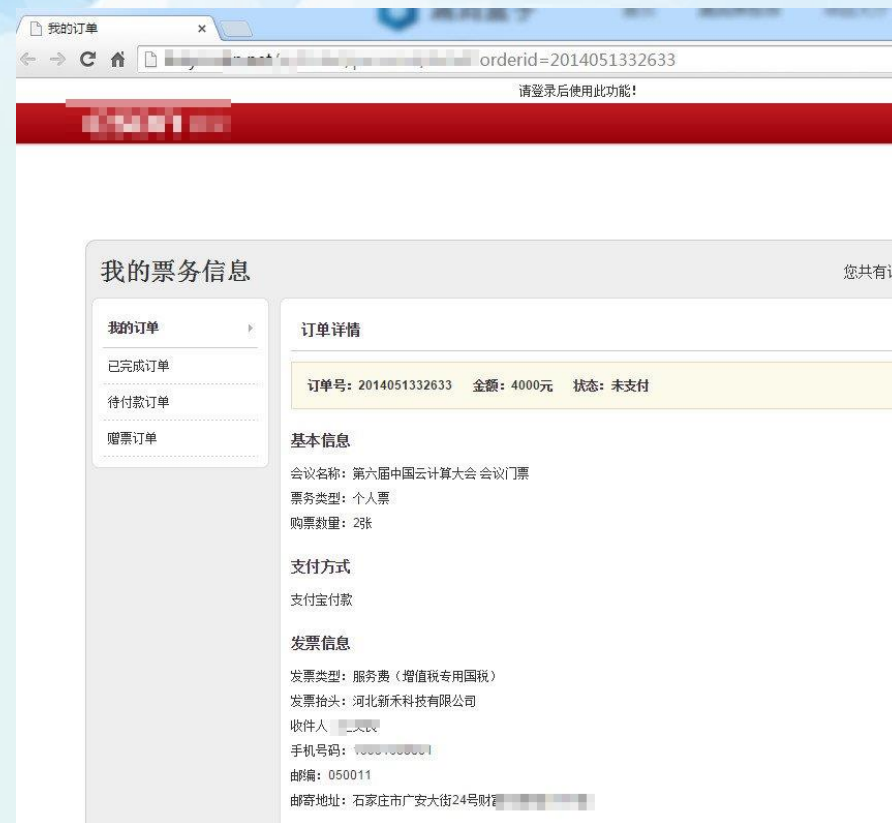 我的订单
orderid=2014051332633
请登录后使用此功能!
我的票务信息
您共有
我的订单
已完成订单
待付款订单
赠票订单
订单详情
订单号: 2014051332633 金额: 4000元 状态: 未支付
基本信息
会议名称: 第六届中国云计算大会 会议门票
票务类型: 个人票
购票数量: 2张
支付方式
支付宝付款
发票信息
发票类型: 服务费(增值税专用国税)
发票抬头: 河北新禾科技有限公司
收件人
手机号码:
邮编: 050011
邮寄地址: 石家庄市广安大街24号财